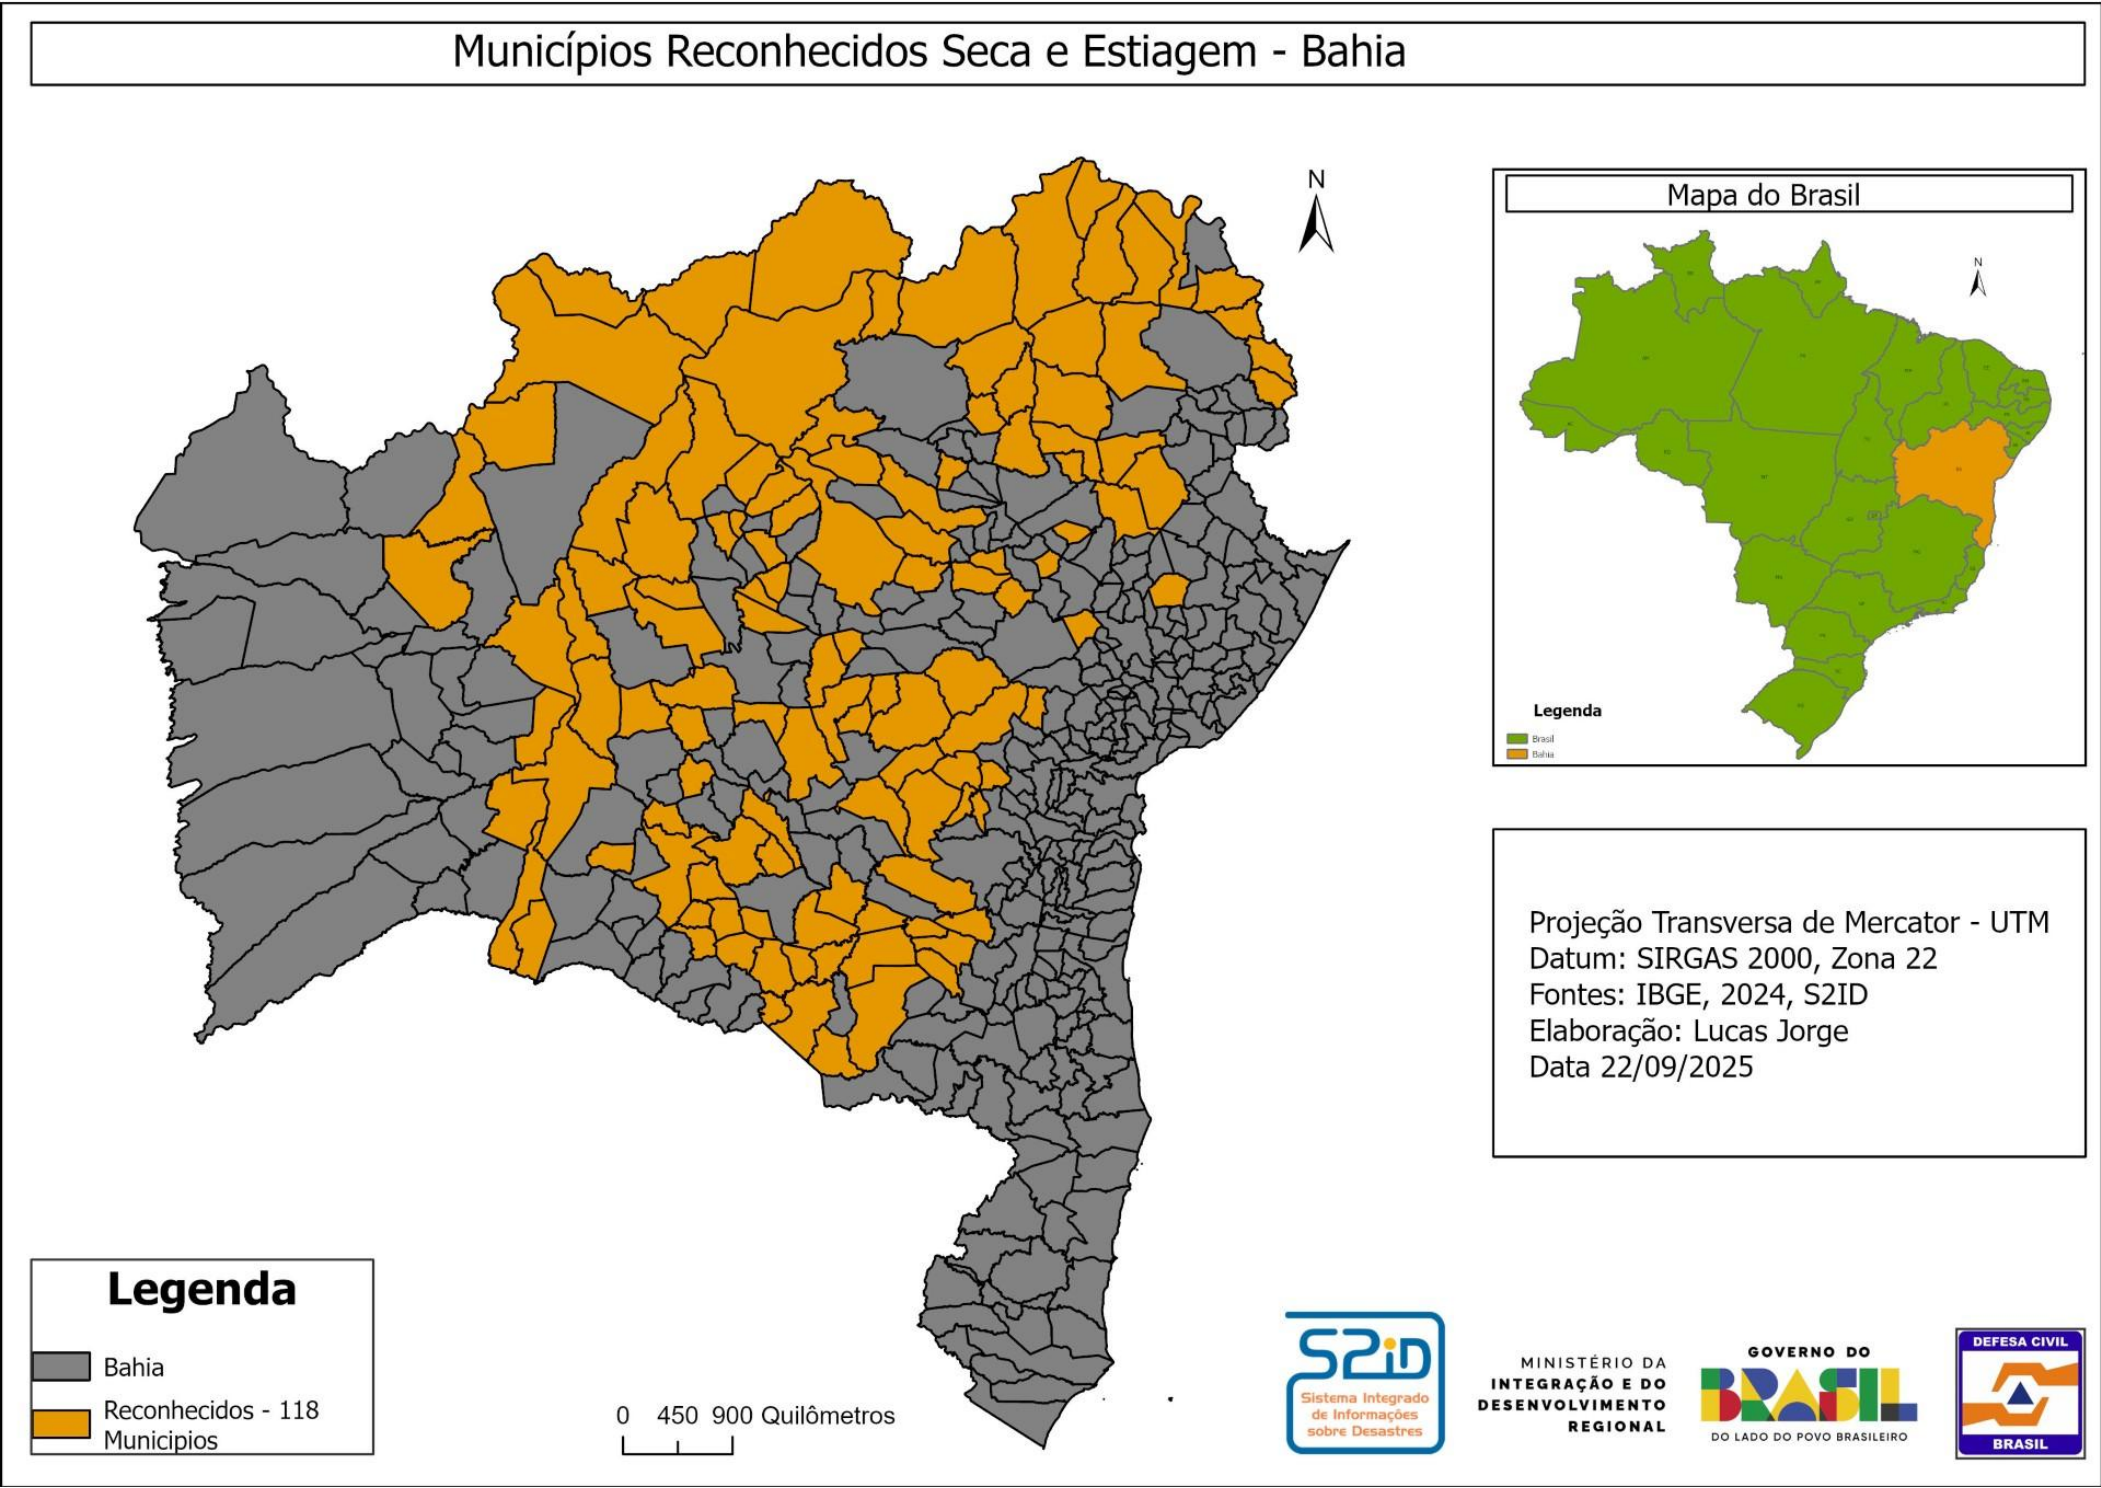 Municípios Reconhecidos Seca e Estiagem - Bahia
N
Mapa do Brasil
N
Legenda
Brasil
Bahia
Projeção Transversa de Mercator - UTM
Datum: SIRGAS 2000, Zona 22
Fontes: IBGE, 2024, S2ID
Elaboração: Lucas Jorge
Data 22/09/2025
Legenda
Bahia
Reconhecidos - 118
Municipios
0 450 900 Quilômetros
S2iD
Sistema Integrado
de Informações
sobre Desastres
MINISTÉRIO DA
INTEGRAÇÃO E DO
DESENVOLVIMENTO
REGIONAL
GOVERNO DO
BRASIL
DO LADO DO POVO BRASILEIRO
DEFESA CIVIL
BRASIL